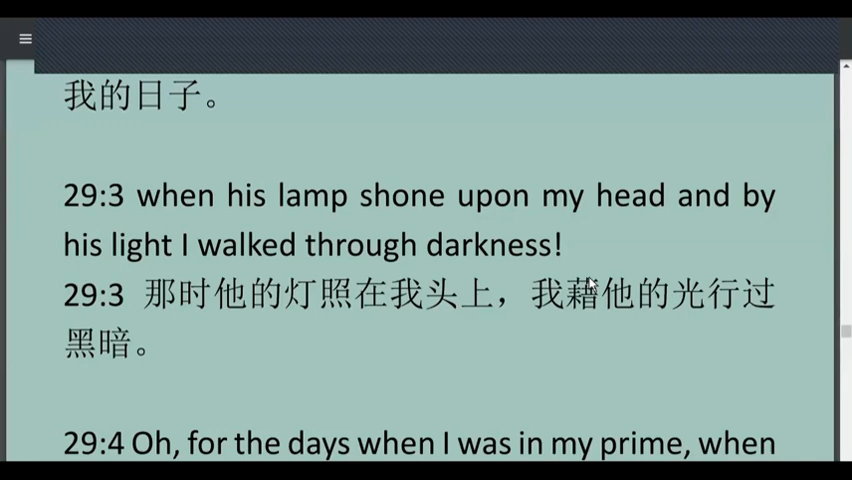 我的日子。
29:3 when his lamp shone upon my head and by
his light I walked through darkness!
29:3 那时他的灯照在我头上，我藉他的光行过
黑暗。
29:4 Oh, for the days when I was in my prime, when